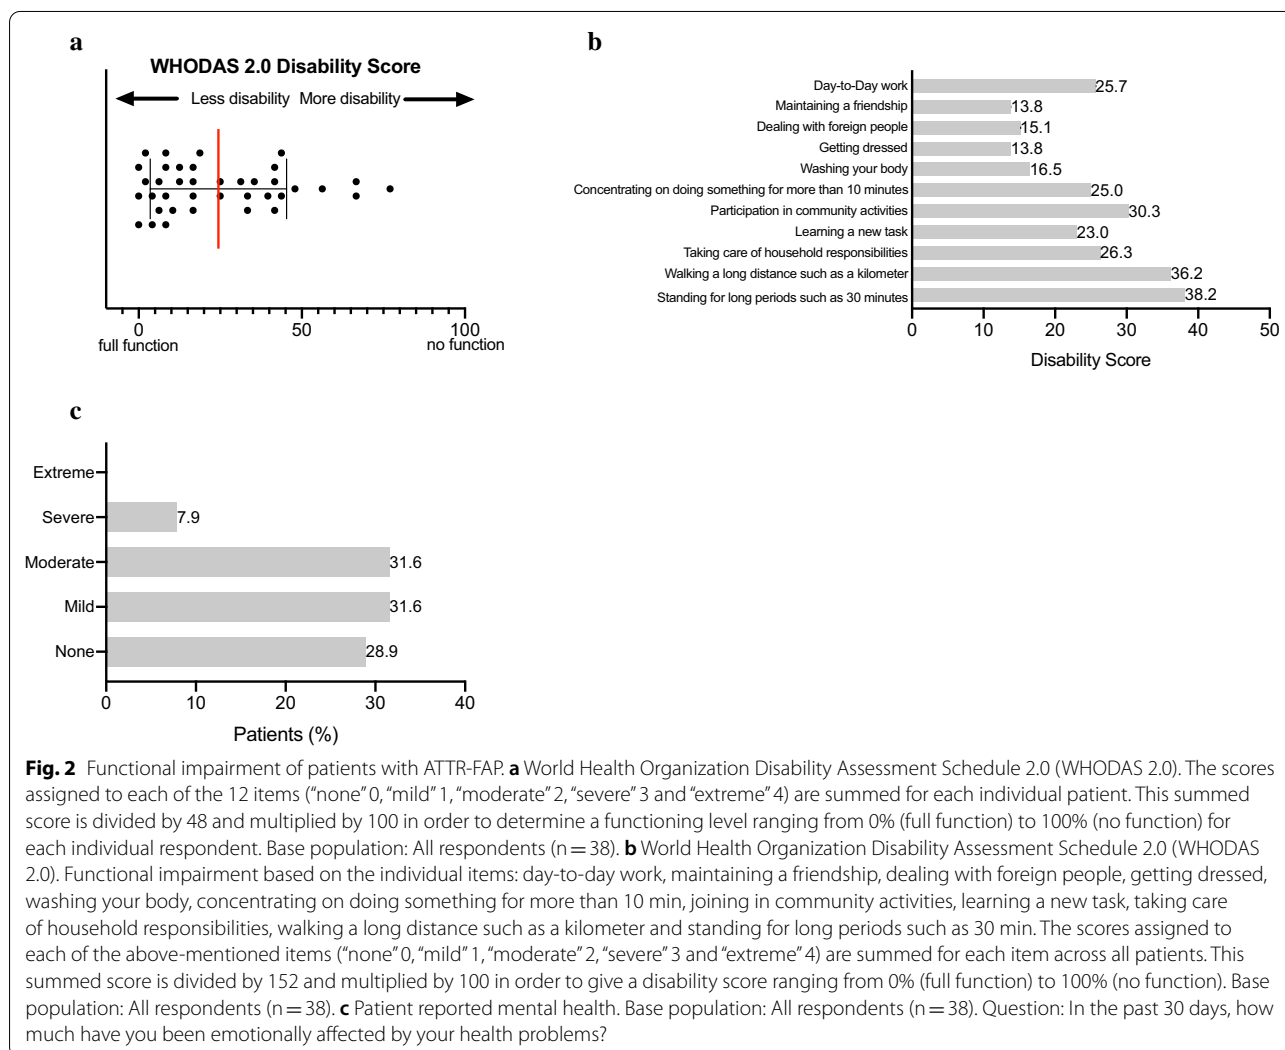 a
WHODAS 2.0 Disability Score
Less disability More disability
0 50 100
full function no function
b
Day-to-Day work 25.7
Maintaining a friendship 13.8
Dealing with foreign people 15.1
Getting dressed 13.8
Washing your body 16.5
Concentrating on doing something for more than 10 minutes 25.0
Participation in community activities 30.3
Learning a new task 23.0
Taking care of household responsibilities 26.3
Walking a long distance such as a kilometer 36.2
Standing for long periods such as 30 minutes 38.2
0 10 20 30 40 50
Disability Score
c
Extreme
Severe 7.9
Moderate 31.6
Mild 31.6
None 28.9
0 10 20 30 40
Patients (%)
Fig. 2 Functional impairment of patients with ATTR-FAP. a World Health Organization Disability Assessment Schedule 2.0 (WHODAS 2.0). The scores
assigned to each of the 12 items (“none” 0, “mild” 1, “moderate” 2, “severe” 3 and “extreme” 4) are summed for each individual patient. This summed
score is divided by 48 and multiplied by 100 in order to determine a functioning level ranging from 0% (full function) to 100% (no function) for
each individual respondent. Base population: All respondents (n = 38). b World Health Organization Disability Assessment Schedule 2.0 (WHODAS
2.0). Functional impairment based on the individual items: day-to-day work, maintaining a friendship, dealing with foreign people, getting dressed,
washing your body, concentrating on doing something for more than 10 min, joining in community activities, learning a new task, taking care
of household responsibilities, walking a long distance such as a kilometer and standing for long periods such as 30 min. The scores assigned to
each of the above-mentioned items (“none” 0, “mild” 1, “moderate” 2, “severe” 3 and “extreme” 4) are summed for each item across all patients. This
summed score is divided by 152 and multiplied by 100 in order to give a disability score ranging from 0% (full function) to 100% (no function). Base
population: All respondents (n = 38). c Patient reported mental health. Base population: All respondents (n = 38). Question: In the past 30 days, how
much have you been emotionally affected by your health problems?